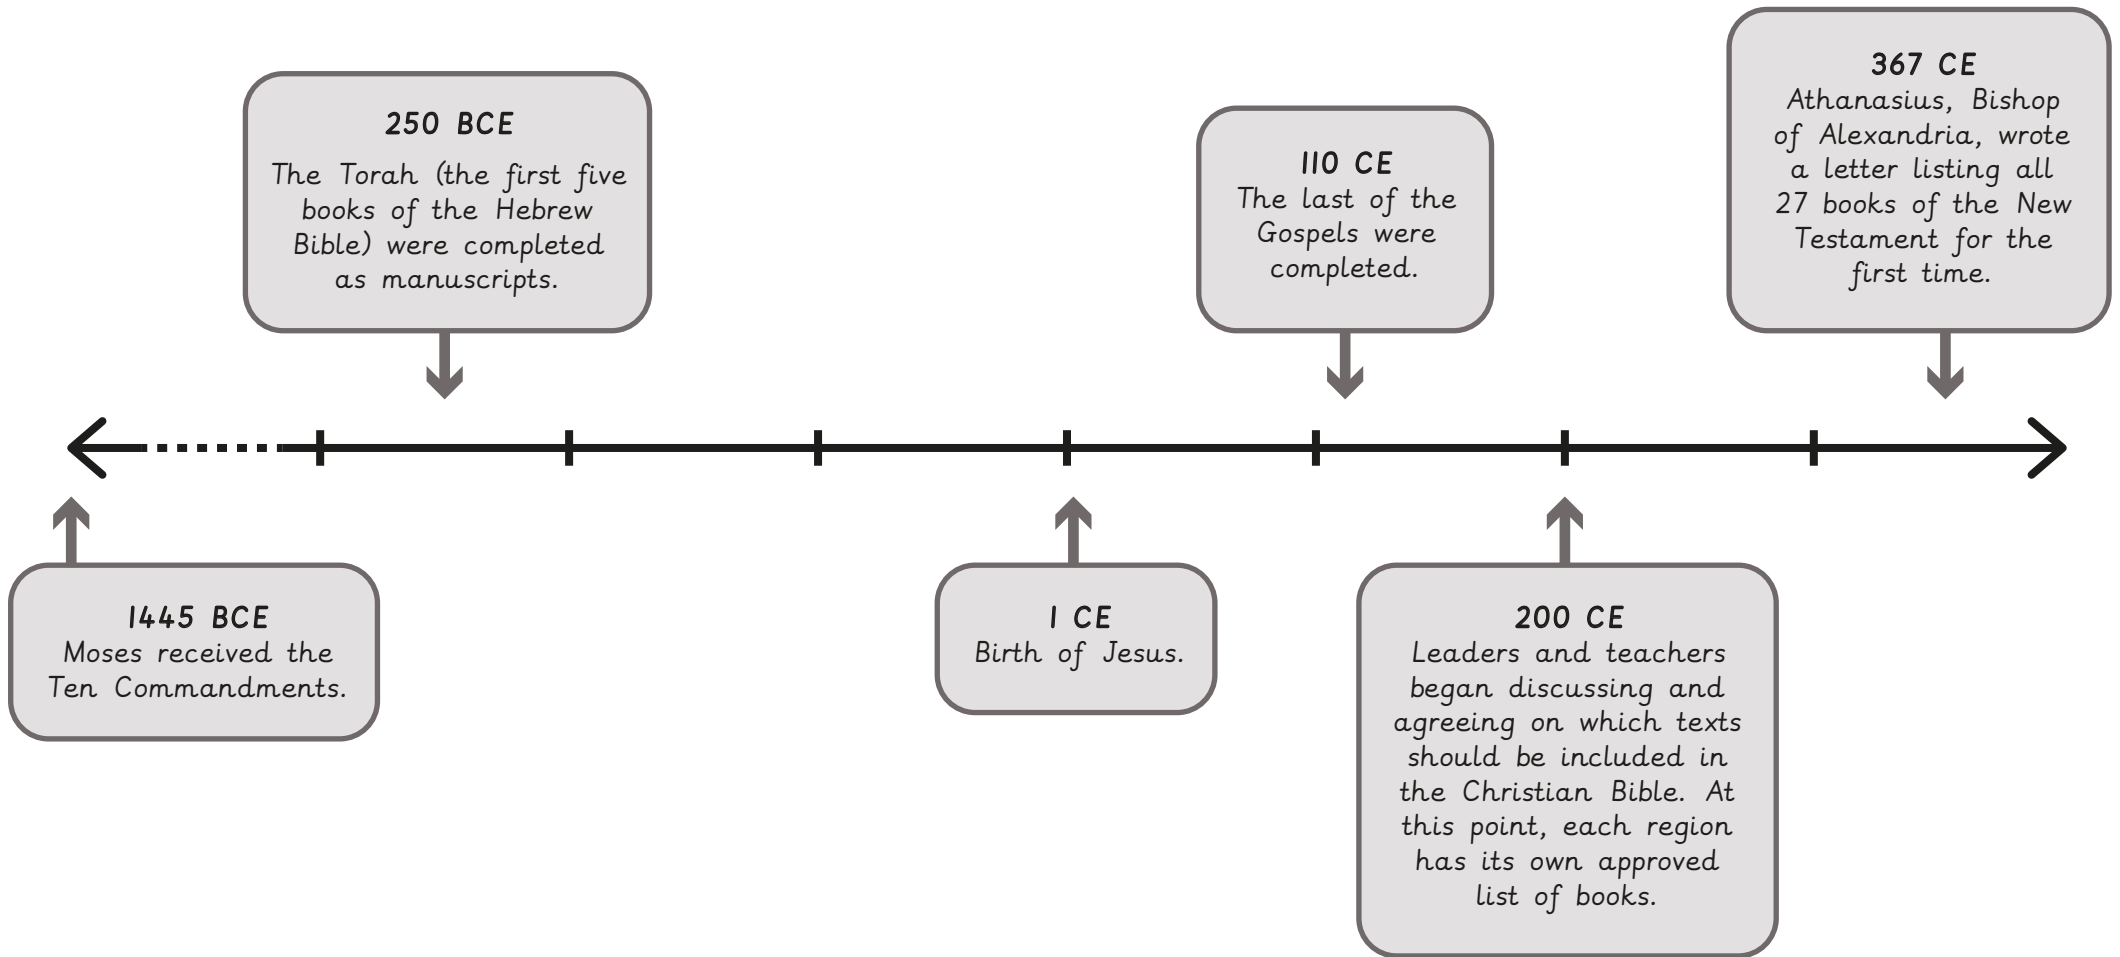 250 BCE
The Torah (the first five
books of the Hebrew
Bible) were completed
as manuscripts.
110 CE
The last of the
Gospels were
completed.
367 CE
Athanasius, Bishop
of Alexandria, wrote
a letter listing all
27 books of the New
Testament for the
first time.
1445 BCE
Moses received the
Ten Commandments.
1 CE
Birth of Jesus.
200 CE
Leaders and teachers
began discussing and
agreeing on which texts
should be included in
the Christian Bible. At
this point, each region
has its own approved
list of books.